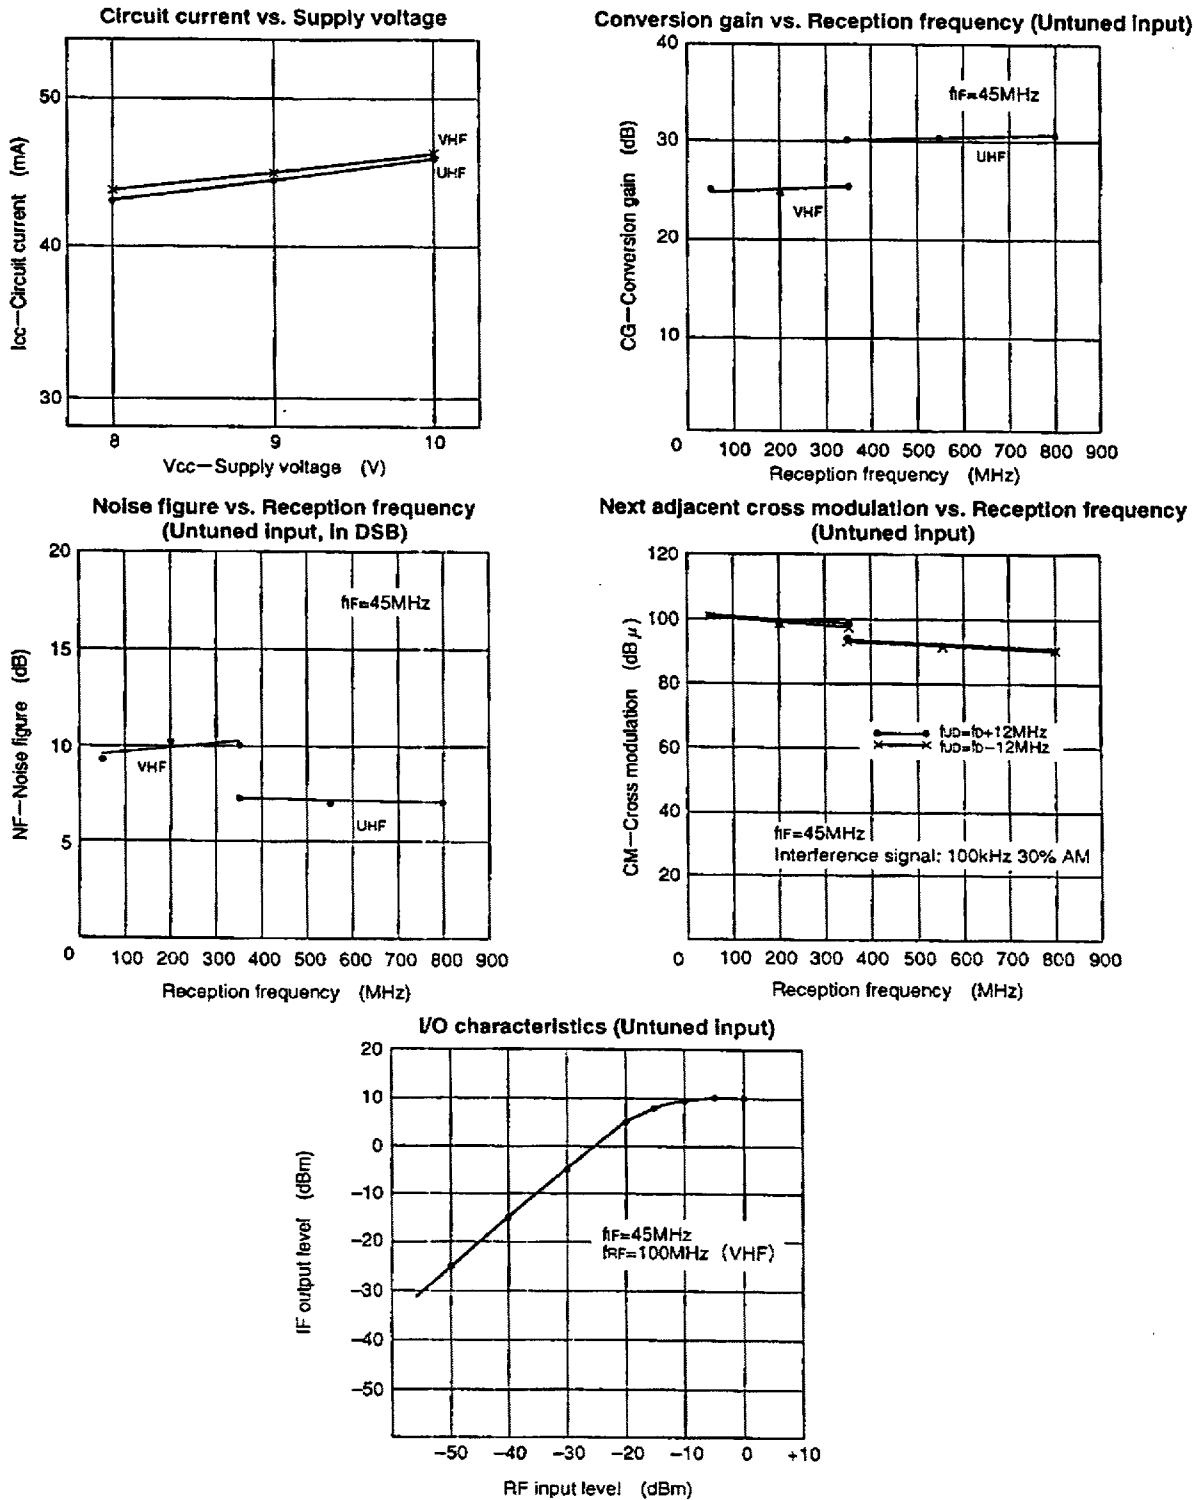 Circuit current vs. Supply voltage
50
40
30
Icc—Circuit current (mA)
VHF
UHF
8 9 10
Vcc—Supply voltage (V)
Conversion gain vs. Reception frequency (Untuned input)
40
30
20
10
0
CG—Conversion gain (dB)
fIF=45MHz
UHF
VHF
100 200 300 400 500 600 700 800 900
Reception frequency (MHz)
Noise figure vs. Reception frequency
(Untuned input, in DSB)
20
15
10
5
0
NF—Noise figure (dB)
fIF=45MHz
VHF
UHF
100 200 300 400 500 600 700 800 900
Reception frequency (MHz)
Next adjacent cross modulation vs. Reception frequency
(Untuned input)
120
100
80
60
40
20
0
CM—Cross modulation (dBμ)
fUD=fD+12MHz
fUD=fD−12MHz
fIF=45MHz
Interference signal: 100kHz 30% AM
100 200 300 400 500 600 700 800 900
Reception frequency (MHz)
I/O characteristics (Untuned input)
20
10
0
−10
−20
−30
−40
−50
IF output level (dBm)
fIF=45MHz
fRF=100MHz (VHF)
−50 −40 −30 −20 −10 0 +10
RF input level (dBm)